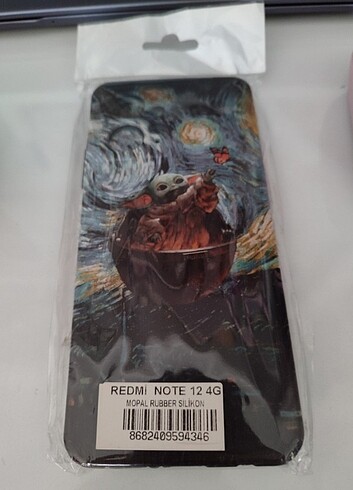 REDMİ NOTE 12 4G
MOPAL RUBBER SILIKON
8682409594346